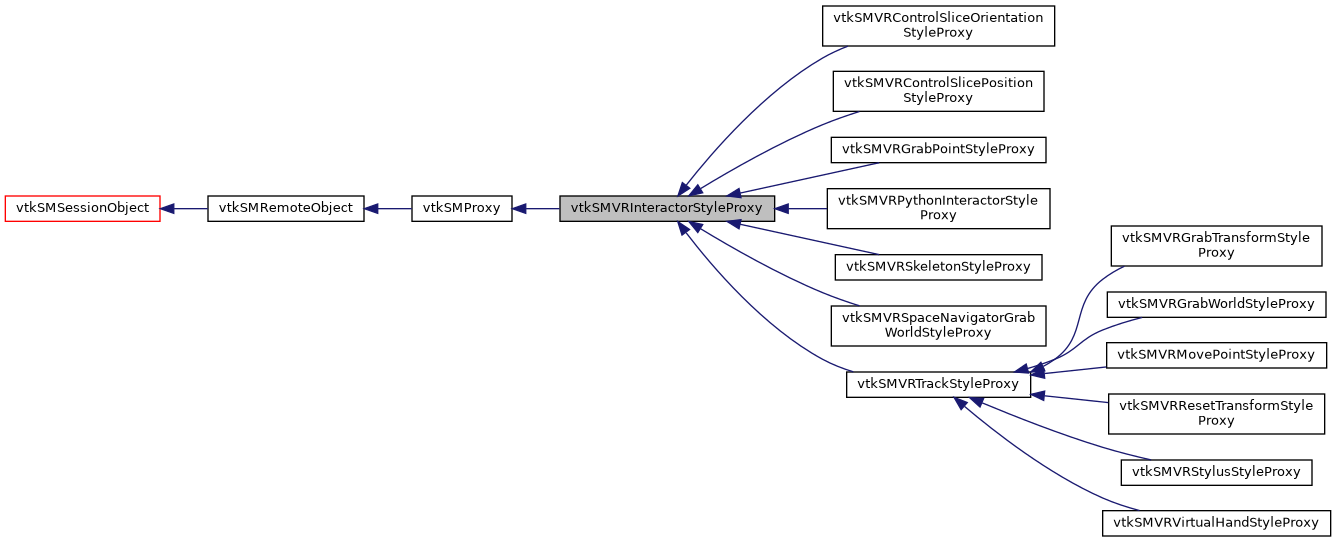 vtkSMVRControlSliceOrientation
StyleProxy
vtkSMVRControlSlicePosition
StyleProxy
vtkSMVRGrabPointStyleProxy
vtkSMSessionObject
vtkSMRemoteObject
vtkSMProxy
vtkSMVRInteractorStyleProxy
vtkSMVRPythonInteractorStyle
Proxy
vtkSMVRSkeletonStyleProxy
vtkSMVRSpaceNavigatorGrab
WorldStyleProxy
vtkSMVRTrackStyleProxy
vtkSMVRGrabTransformStyle
Proxy
vtkSMVRGrabWorldStyleProxy
vtkSMVRMovePointStyleProxy
vtkSMVRResetTransformStyle
Proxy
vtkSMVRStylusStyleProxy
vtkSMVRVirtualHandStyleProxy